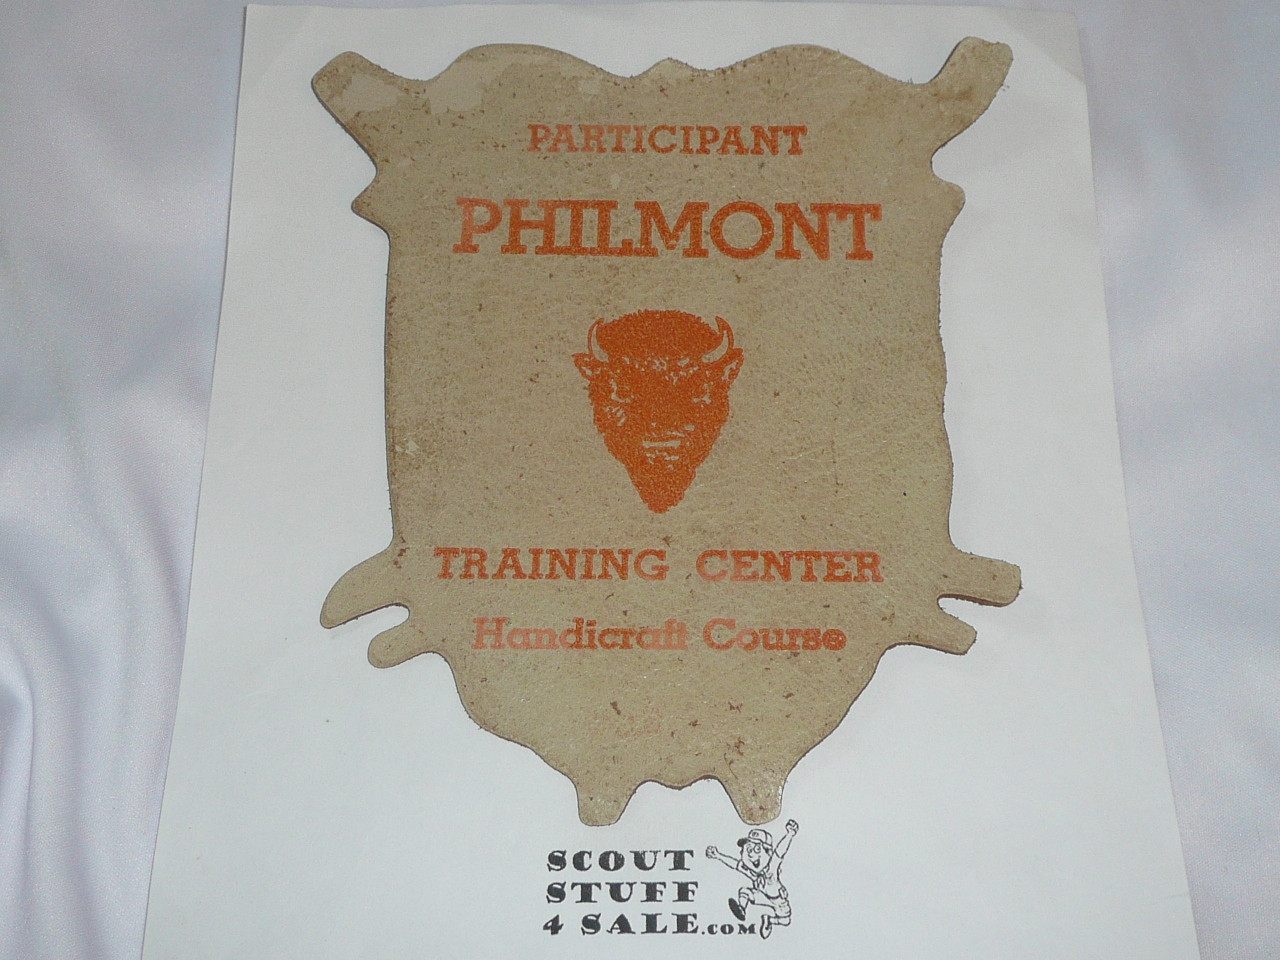 PARTICIPANT
PHILMONT
TRAINING CENTER
Handicraft Course
SCOUT
STUFF
4 SALE.COM